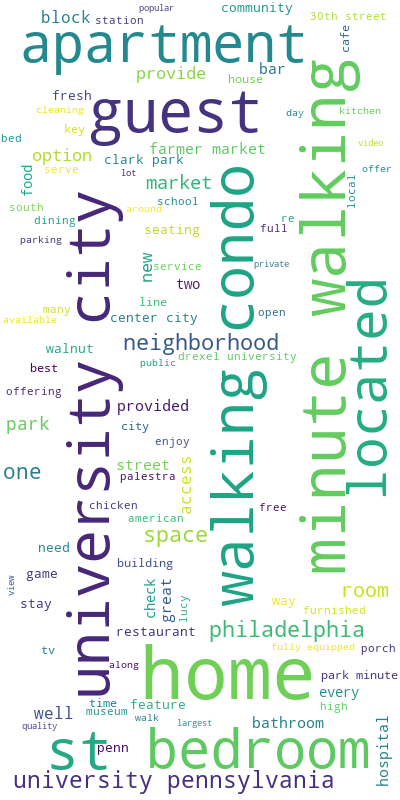 popular
community
block
station
30th street
apartment
cafe
provide
bar
house
fresh
guest
minute walking
cleaning
day
kitchen
key
bed
farmer market
video
option
clark park
food
serve
lot
market
offer
school
local
university city
walking condo
south
around
dining
seating
re
full
parking
new
service
private
located
two
many
line
center city
open
available
walnut
neighborhood
public
drexel university
best
offering
provided
park
city
enjoy
one
street
palestra
access
chicken
free
american
space
need
building
game
check
great
room
view
stay
lucy
way
furnished
restaurant
philadelphia
tv
home
fully equipped
porch
along
park minute
every
time
feature
well
museum
high
quality
walk
largest
bathroom
hospital
st
penn
bedroom
university pennsylvania